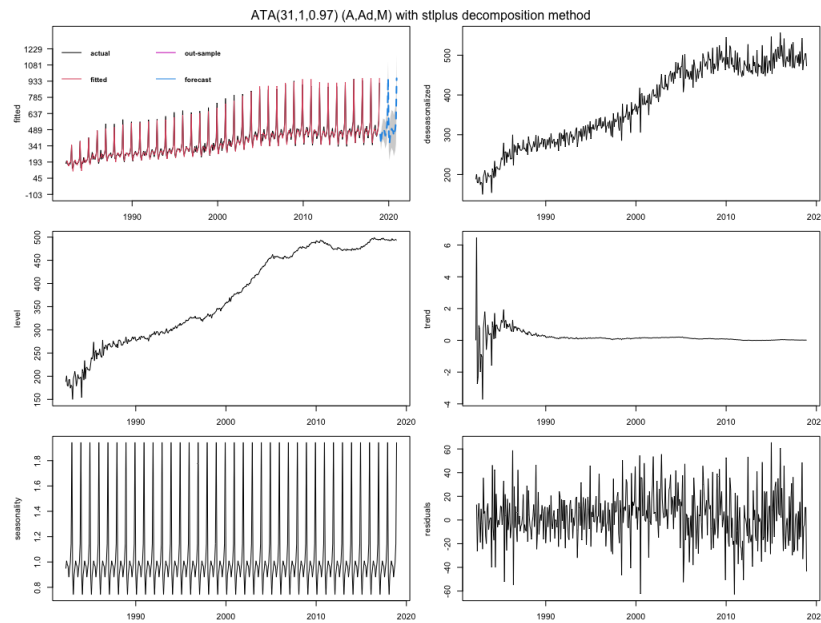 ATA(31,1,0.97) (A,Ad,M) with stlplus decomposition method
fitted
1229
1081
933
785
637
489
341
193
45
-103
actual
out-sample
fitted
forecast
1990 2000 2010 2020
deseasonalized
500
400
300
200
1990 2000 2010 202
level
500
450
400
350
300
250
200
150
1990 2000 2010 2020
trend
6
4
2
0
-2
-4
1990 2000 2010 202
seasonality
1.8
1.6
1.4
1.2
1.0
0.8
1990 2000 2010 2020
residuals
60
40
20
0
-20
-40
-60
1990 2000 2010 202